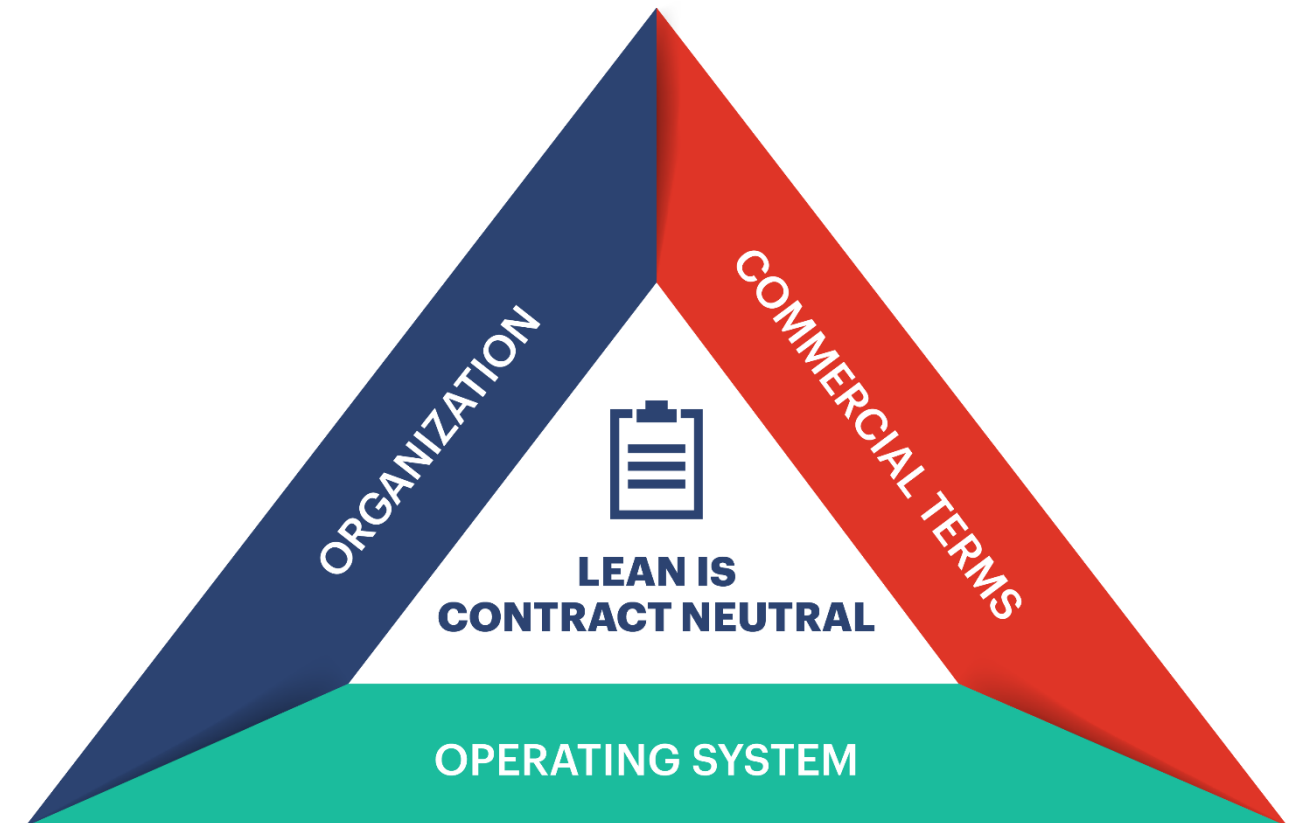 ORGANIZATION
COMMERCIAL TERMS
LEAN IS
CONTRACT NEUTRAL
OPERATING SYSTEM